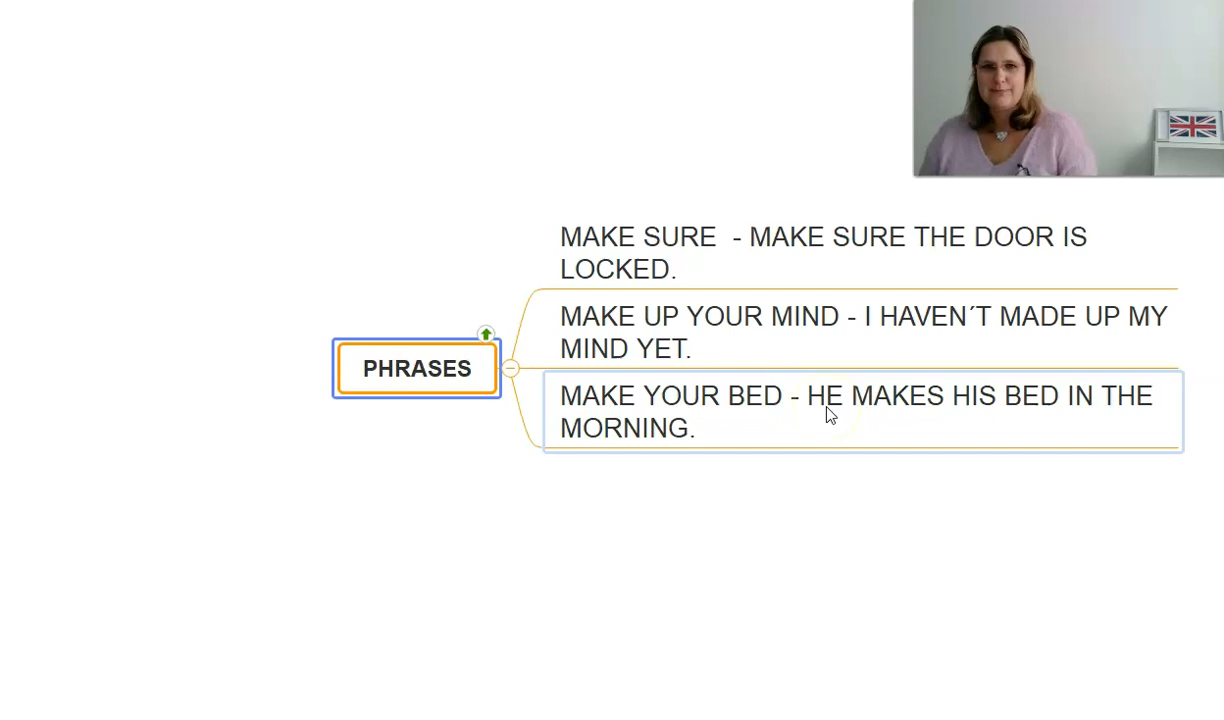 MAKE SURE  - MAKE SURE THE DOOR IS
LOCKED.
MAKE UP YOUR MIND - I HAVEN´T MADE UP MY
MIND YET.
PHRASES
MAKE YOUR BED - HE MAKES HIS BED IN THE
MORNING.